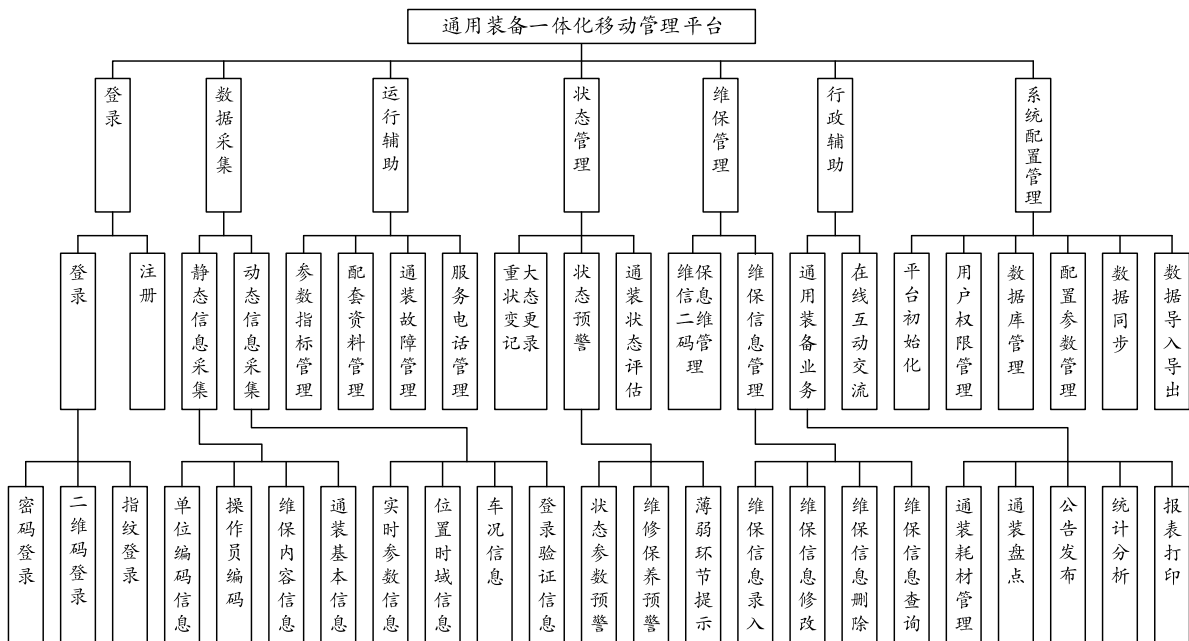 通用装备一体化移动管理平台
登录
数据采集
运行辅助
状态管理
维保管理
行政辅助
系统配置管理
登录
注册
静态信息采集
动态信息采集
参数指标管理
配套资料管理
通装故障管理
服务电话管理
重大状态变更记录
状态预警
通装状态评估
维保信息二维码管理
维保信息管理
通用装备业务
在线互动交流
平台初始化
用户权限管理
数据库管理
配置参数管理
数据同步
数据导入导出
密码登录
二维码登录
指纹登录
单位编码信息
操作员编码
维保内容信息
通装基本信息
实时参数信息
位置时域信息
车况信息
登录验证信息
状态参数预警
维修保养预警
薄弱环节提示
维保信息录入
维保信息修改
维保信息删除
维保信息查询
通装耗材管理
通装盘点
公告发布
统计分析
报表打印